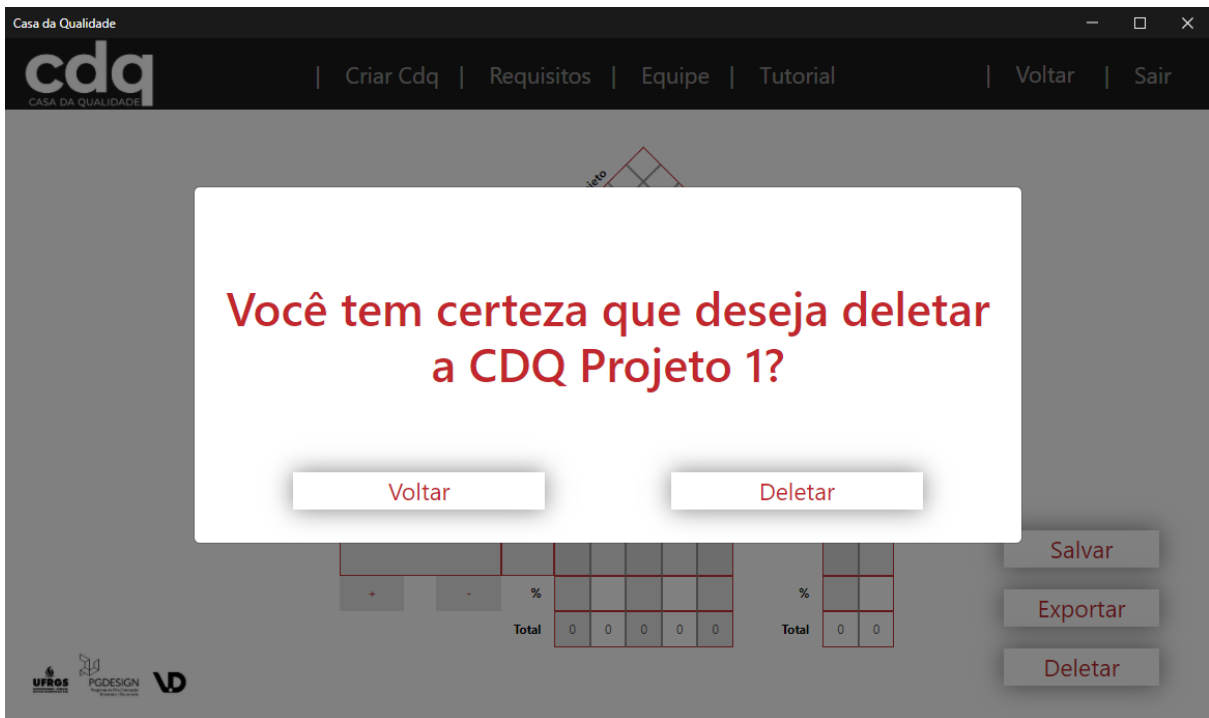 Casa da Qualidade
cdq
CASA DA QUALIDADE
| Criar Cdq | Requisitos | Equipe | Tutorial | Voltar | Sair
Você tem certeza que deseja deletar
a CDQ Projeto 1?
Voltar Deletar
Salvar
+ - % %
Exportar
Total 0 0 0 0 0 Total 0 0
Deletar
UFRGS PGDESIGN VD